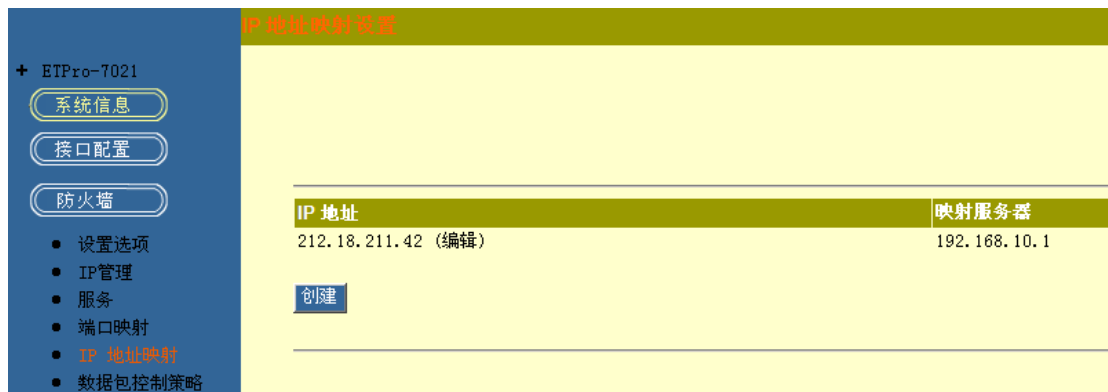 IP 地址映射设置
+ ETPro-7021
系统信息
接口配置
防火墙
● 设置选项
● IP管理
● 服务
● 端口映射
● IP 地址映射
● 数据包控制策略
IP 地址 映射服务器
212.18.211.42 (编辑) 192.168.10.1
创建